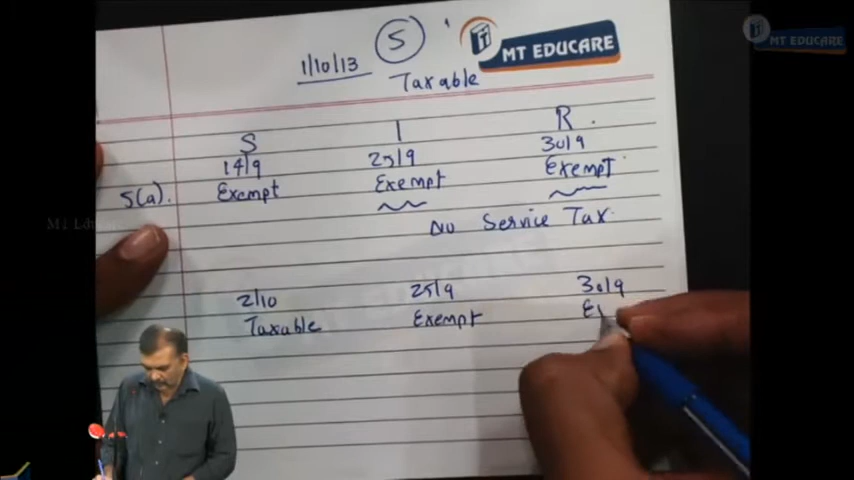 5
MT EDUCARE
MT EDUCARE
1/10/13
Taxable
S I R.
14/9 25/9 30/9
5(a). Exempt Exempt Exempt
No Service Tax
2/10 25/9 30/9
Taxable Exempt Ex